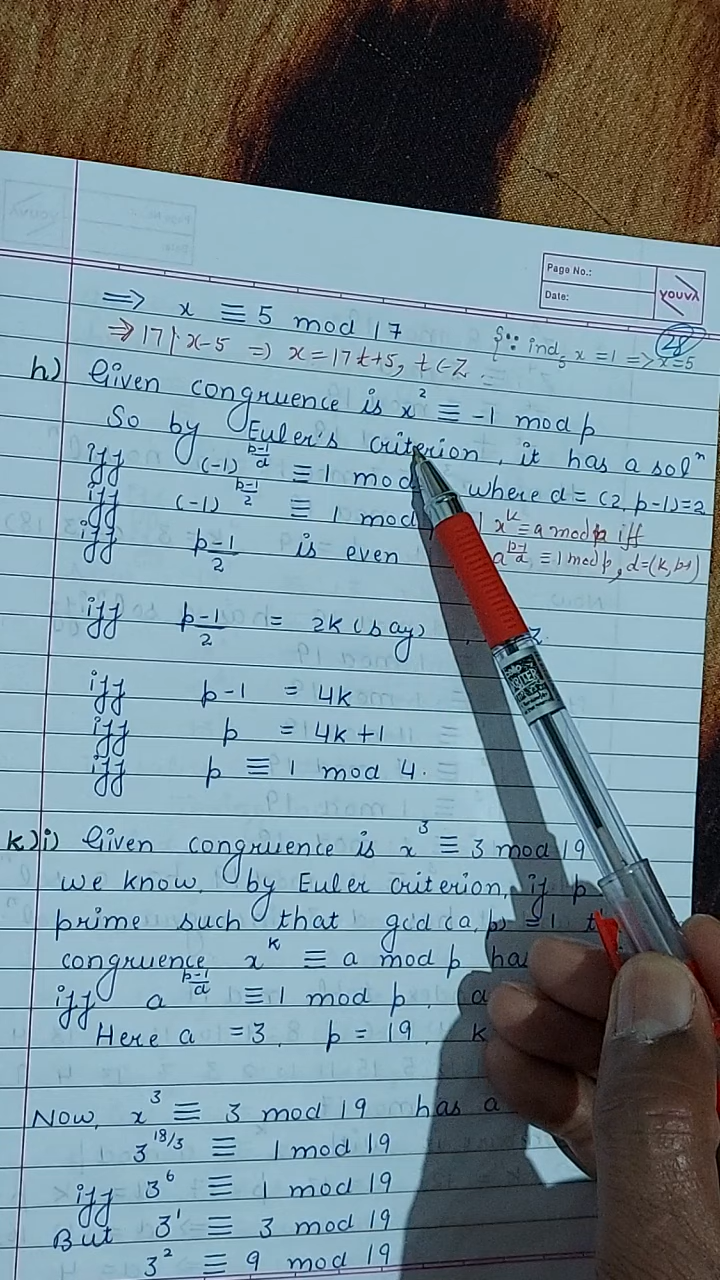 Page No.:
Date:
YOUVA
28
⇒ x ≡ 5 mod 17
{∵ ind₅ x = 1 ⇒ x=5
⇒ 17 | x-5 ⇒ x = 17t+5, t ∈ Z.
h) Given congruence is x² ≡ -1 mod p
So by Euler's criterion, it has a solⁿ
iff (-1)^{p-1/d} ≡ 1 mod where d = (2, p-1)=2
iff (-1)^{p-1/2} ≡ 1 mod
x^k ≡ a mod p iff
iff p-1/2 is even
a^{p-1/d} ≡ 1 mod p, d=(k, p-1)
iff p-1/2 = 2k (say)
iff p-1 = 4k
iff p = 4k+1
iff p ≡ 1 mod 4.
k) i) Given congruence is x³ ≡ 3 mod 19
we know, by Euler criterion, if p
prime such that gcd (a, p) = 1
congruence x^k ≡ a mod p
iff a^{p-1/d} ≡ 1 mod p,
Here a = 3, p = 19, k
Now, x³ ≡ 3 mod 19 has a
3^{18/3} ≡ 1 mod 19
iff 3⁶ ≡ 1 mod 19
But 3¹ ≡ 3 mod 19
3² ≡ 9 mod 19